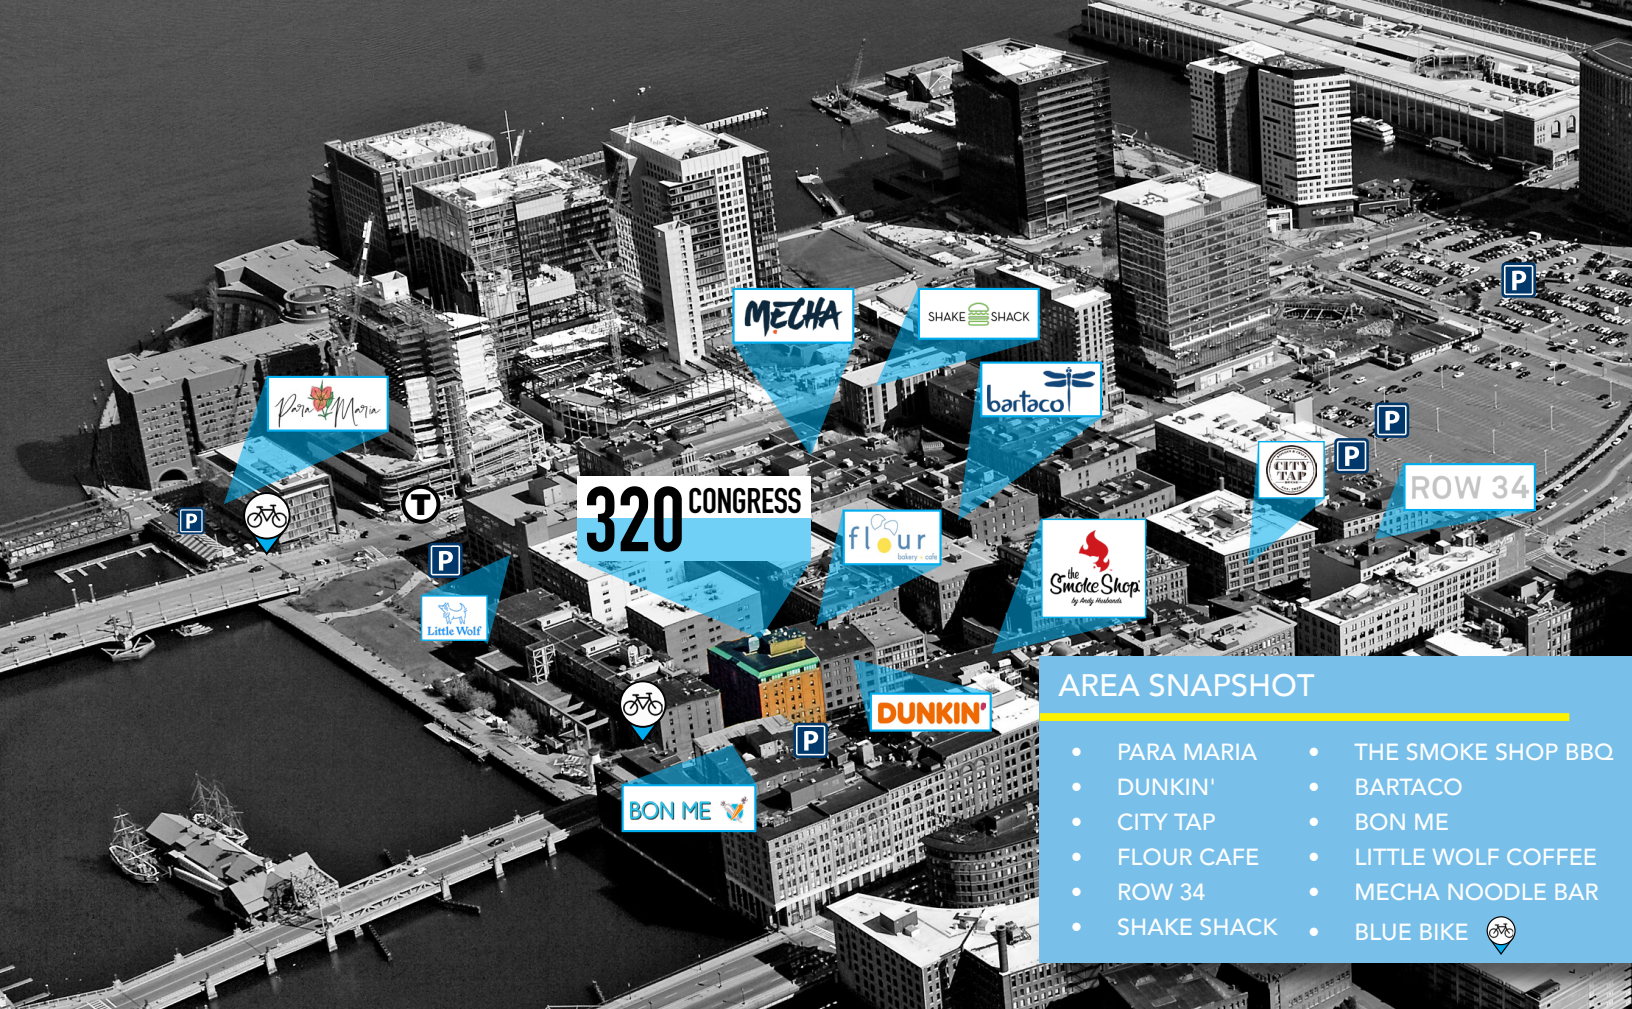 MECHA
SHAKE SHACK
P
bartaco
Para Maria
P
P
CITY
TAP
ROW 34
T
P
320 CONGRESS
flour
bakery + cafe
P
the
Smoke Shop
by Andy Husbands
Little Wolf
DUNKIN'
P
BON ME
AREA SNAPSHOT
• PARA MARIA
• DUNKIN'
• CITY TAP
• FLOUR CAFE
• ROW 34
• SHAKE SHACK
• THE SMOKE SHOP BBQ
• BARTACO
• BON ME
• LITTLE WOLF COFFEE
• MECHA NOODLE BAR
• BLUE BIKE